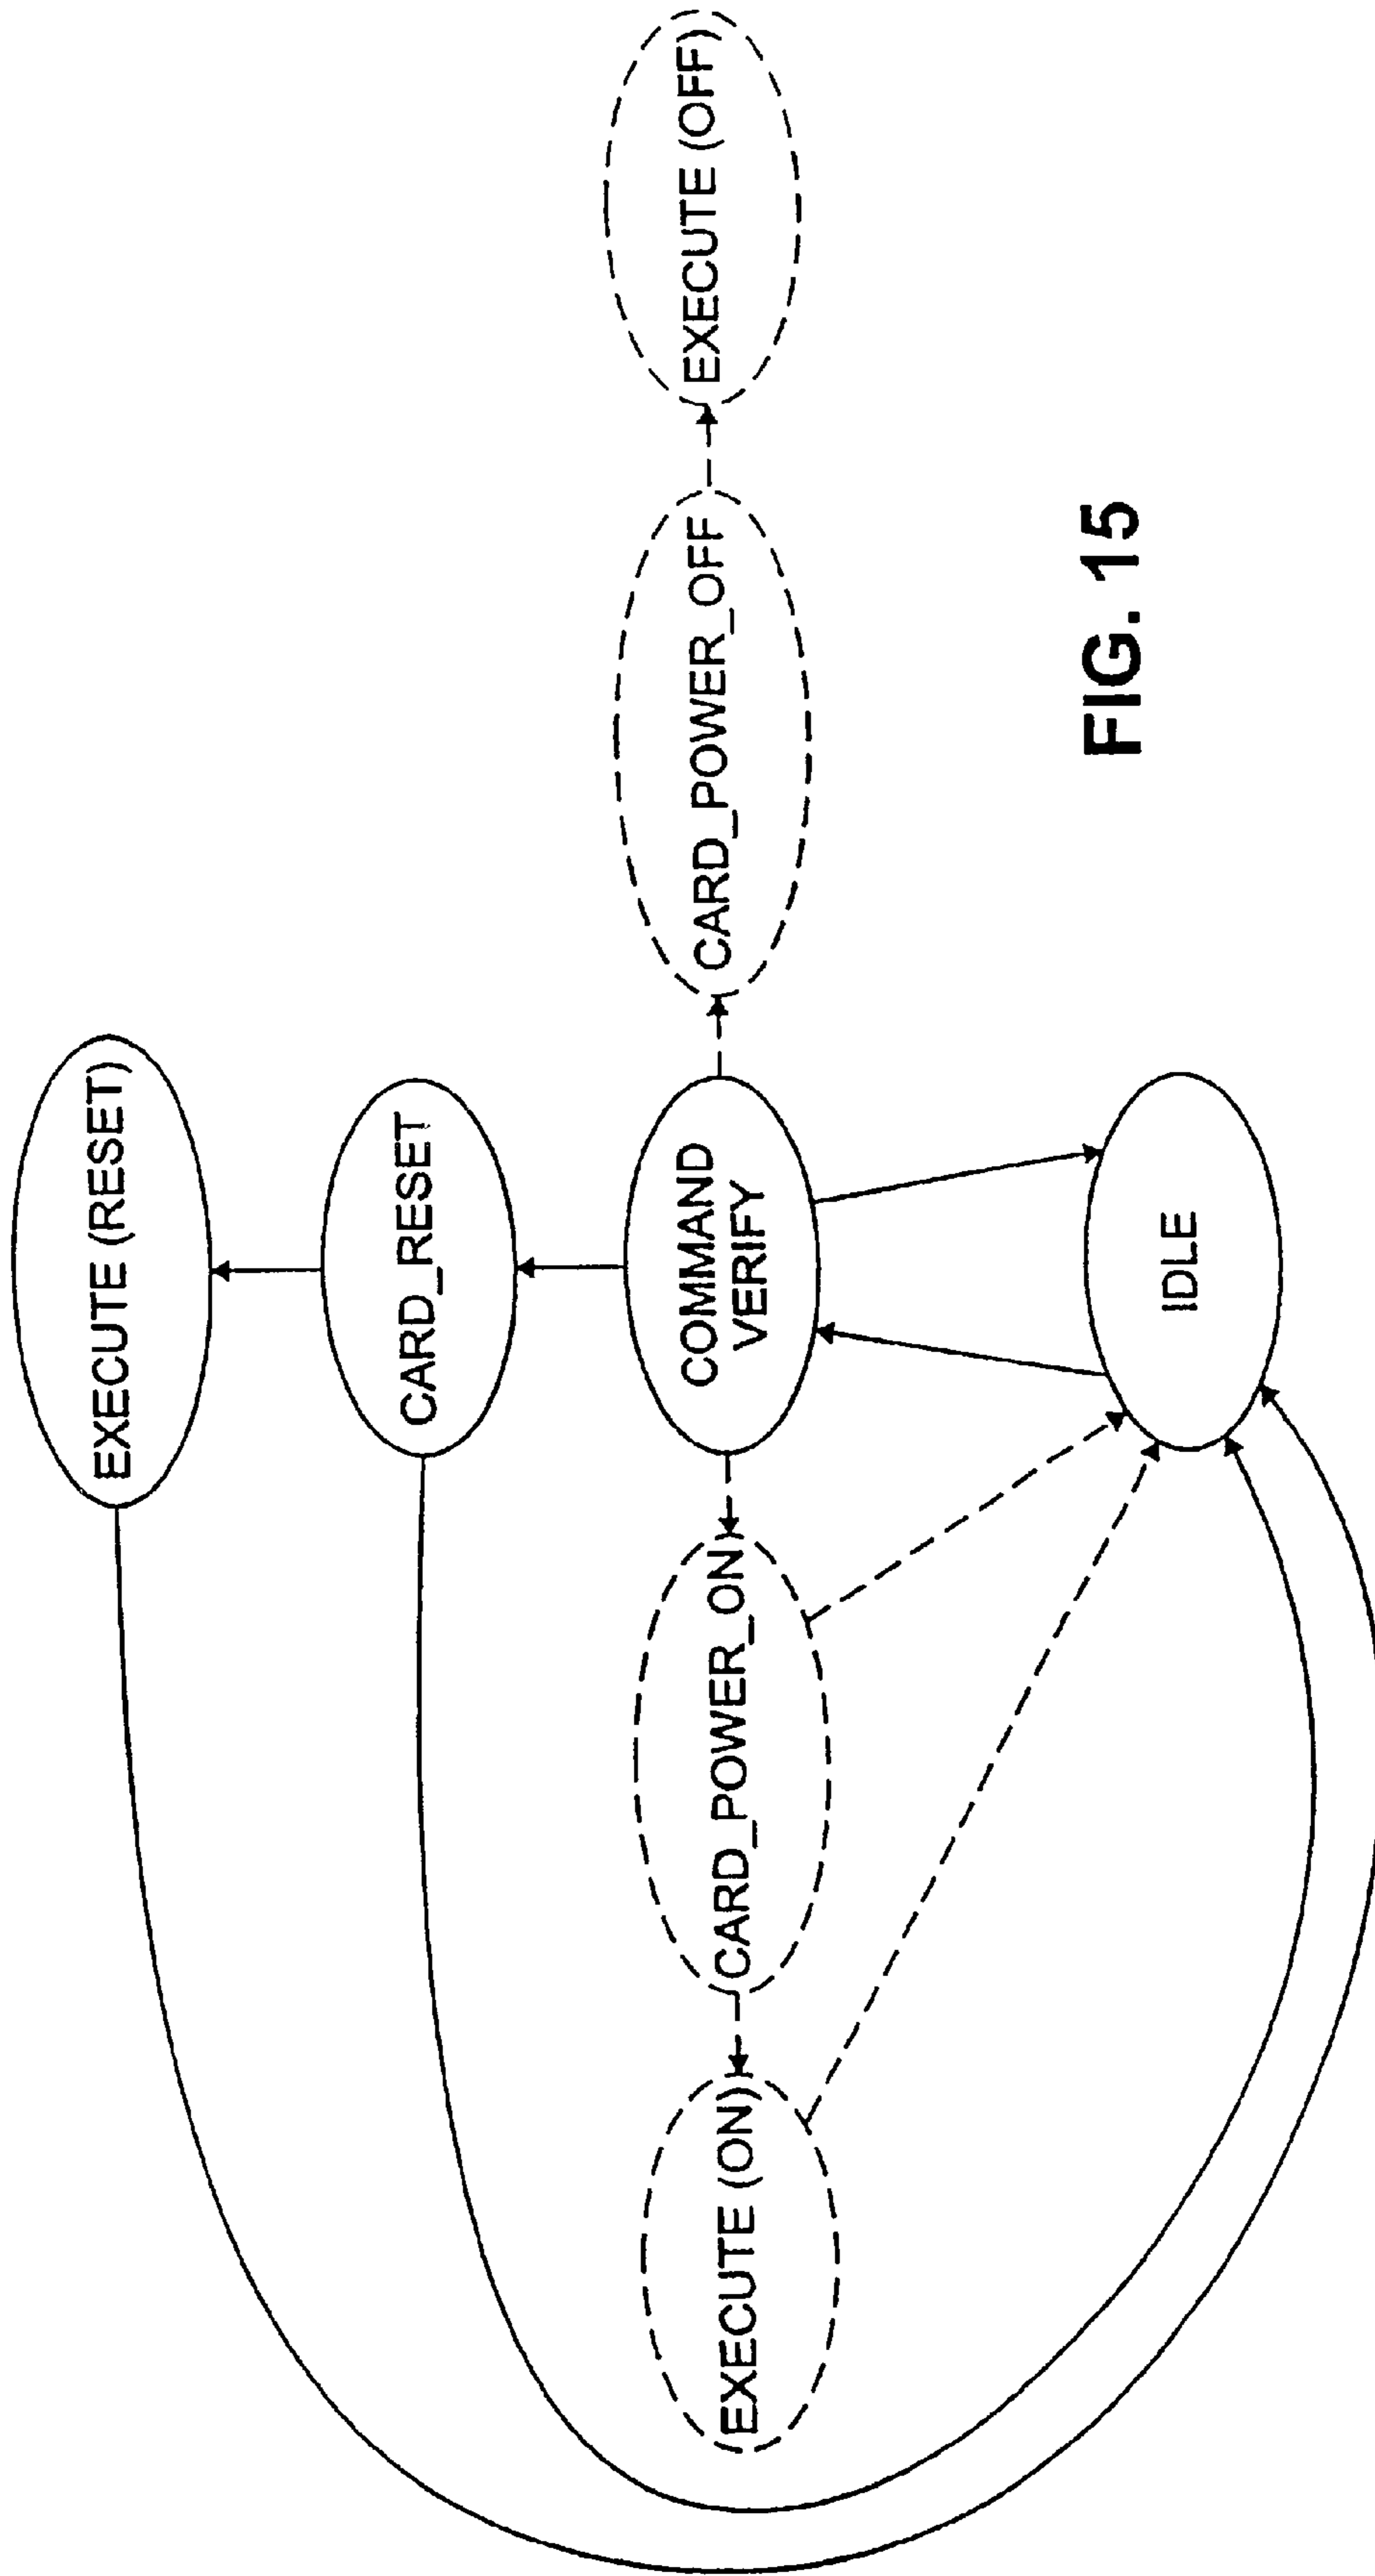 EXECUTE (RESET)
CARD_RESET
EXECUTE (ON)
CARD_POWER_ON
COMMAND
VERIFY
CARD_POWER_OFF
EXECUTE (OFF)
IDLE
FIG. 15